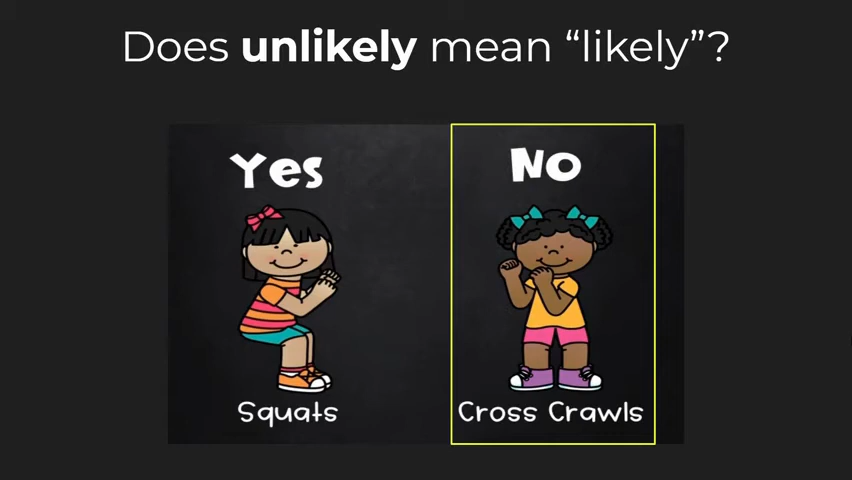 Does unlikely mean “likely”?
Yes
No
Squats
Cross Crawls